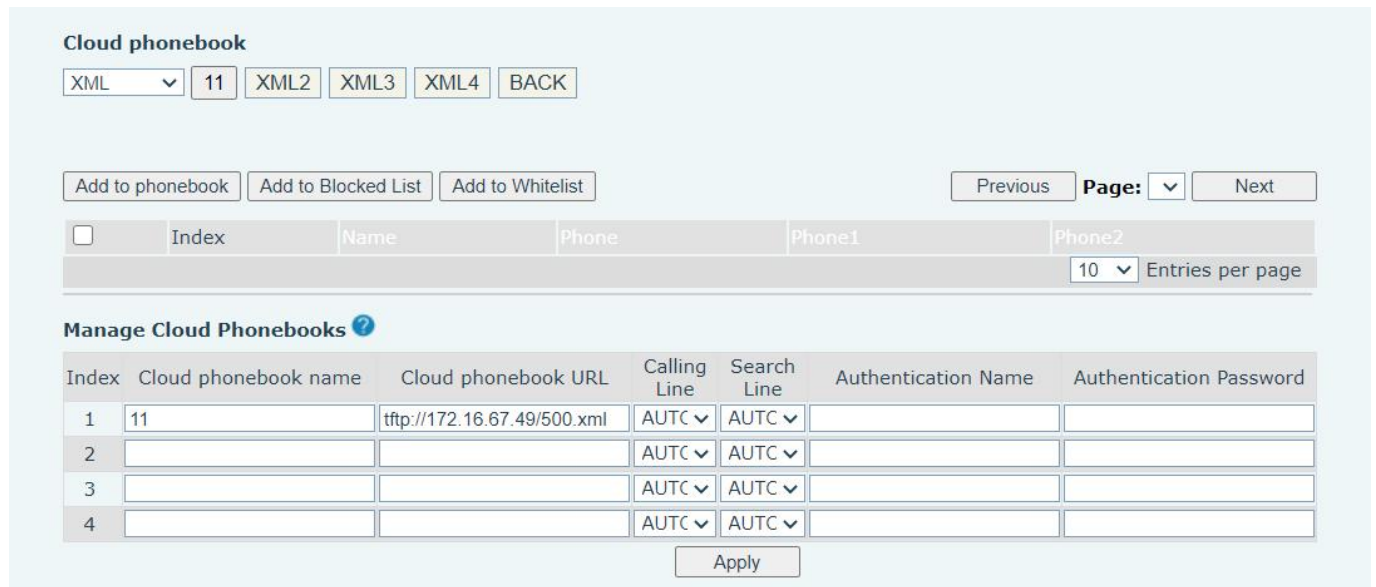 Cloud phonebook
XML 11 XML2 XML3 XML4 BACK
Add to phonebook Add to Blocked List Add to Whitelist Previous Page: Next
Index Name Phone Phone1 Phone2
10 Entries per page
Manage Cloud Phonebooks ?
Index Cloud phonebook name Cloud phonebook URL Calling Line Search Line Authentication Name Authentication Password
1 11 tftp://172.16.67.49/500.xml AUTC AUTC
2 AUTC AUTC
3 AUTC AUTC
4 AUTC AUTC
Apply